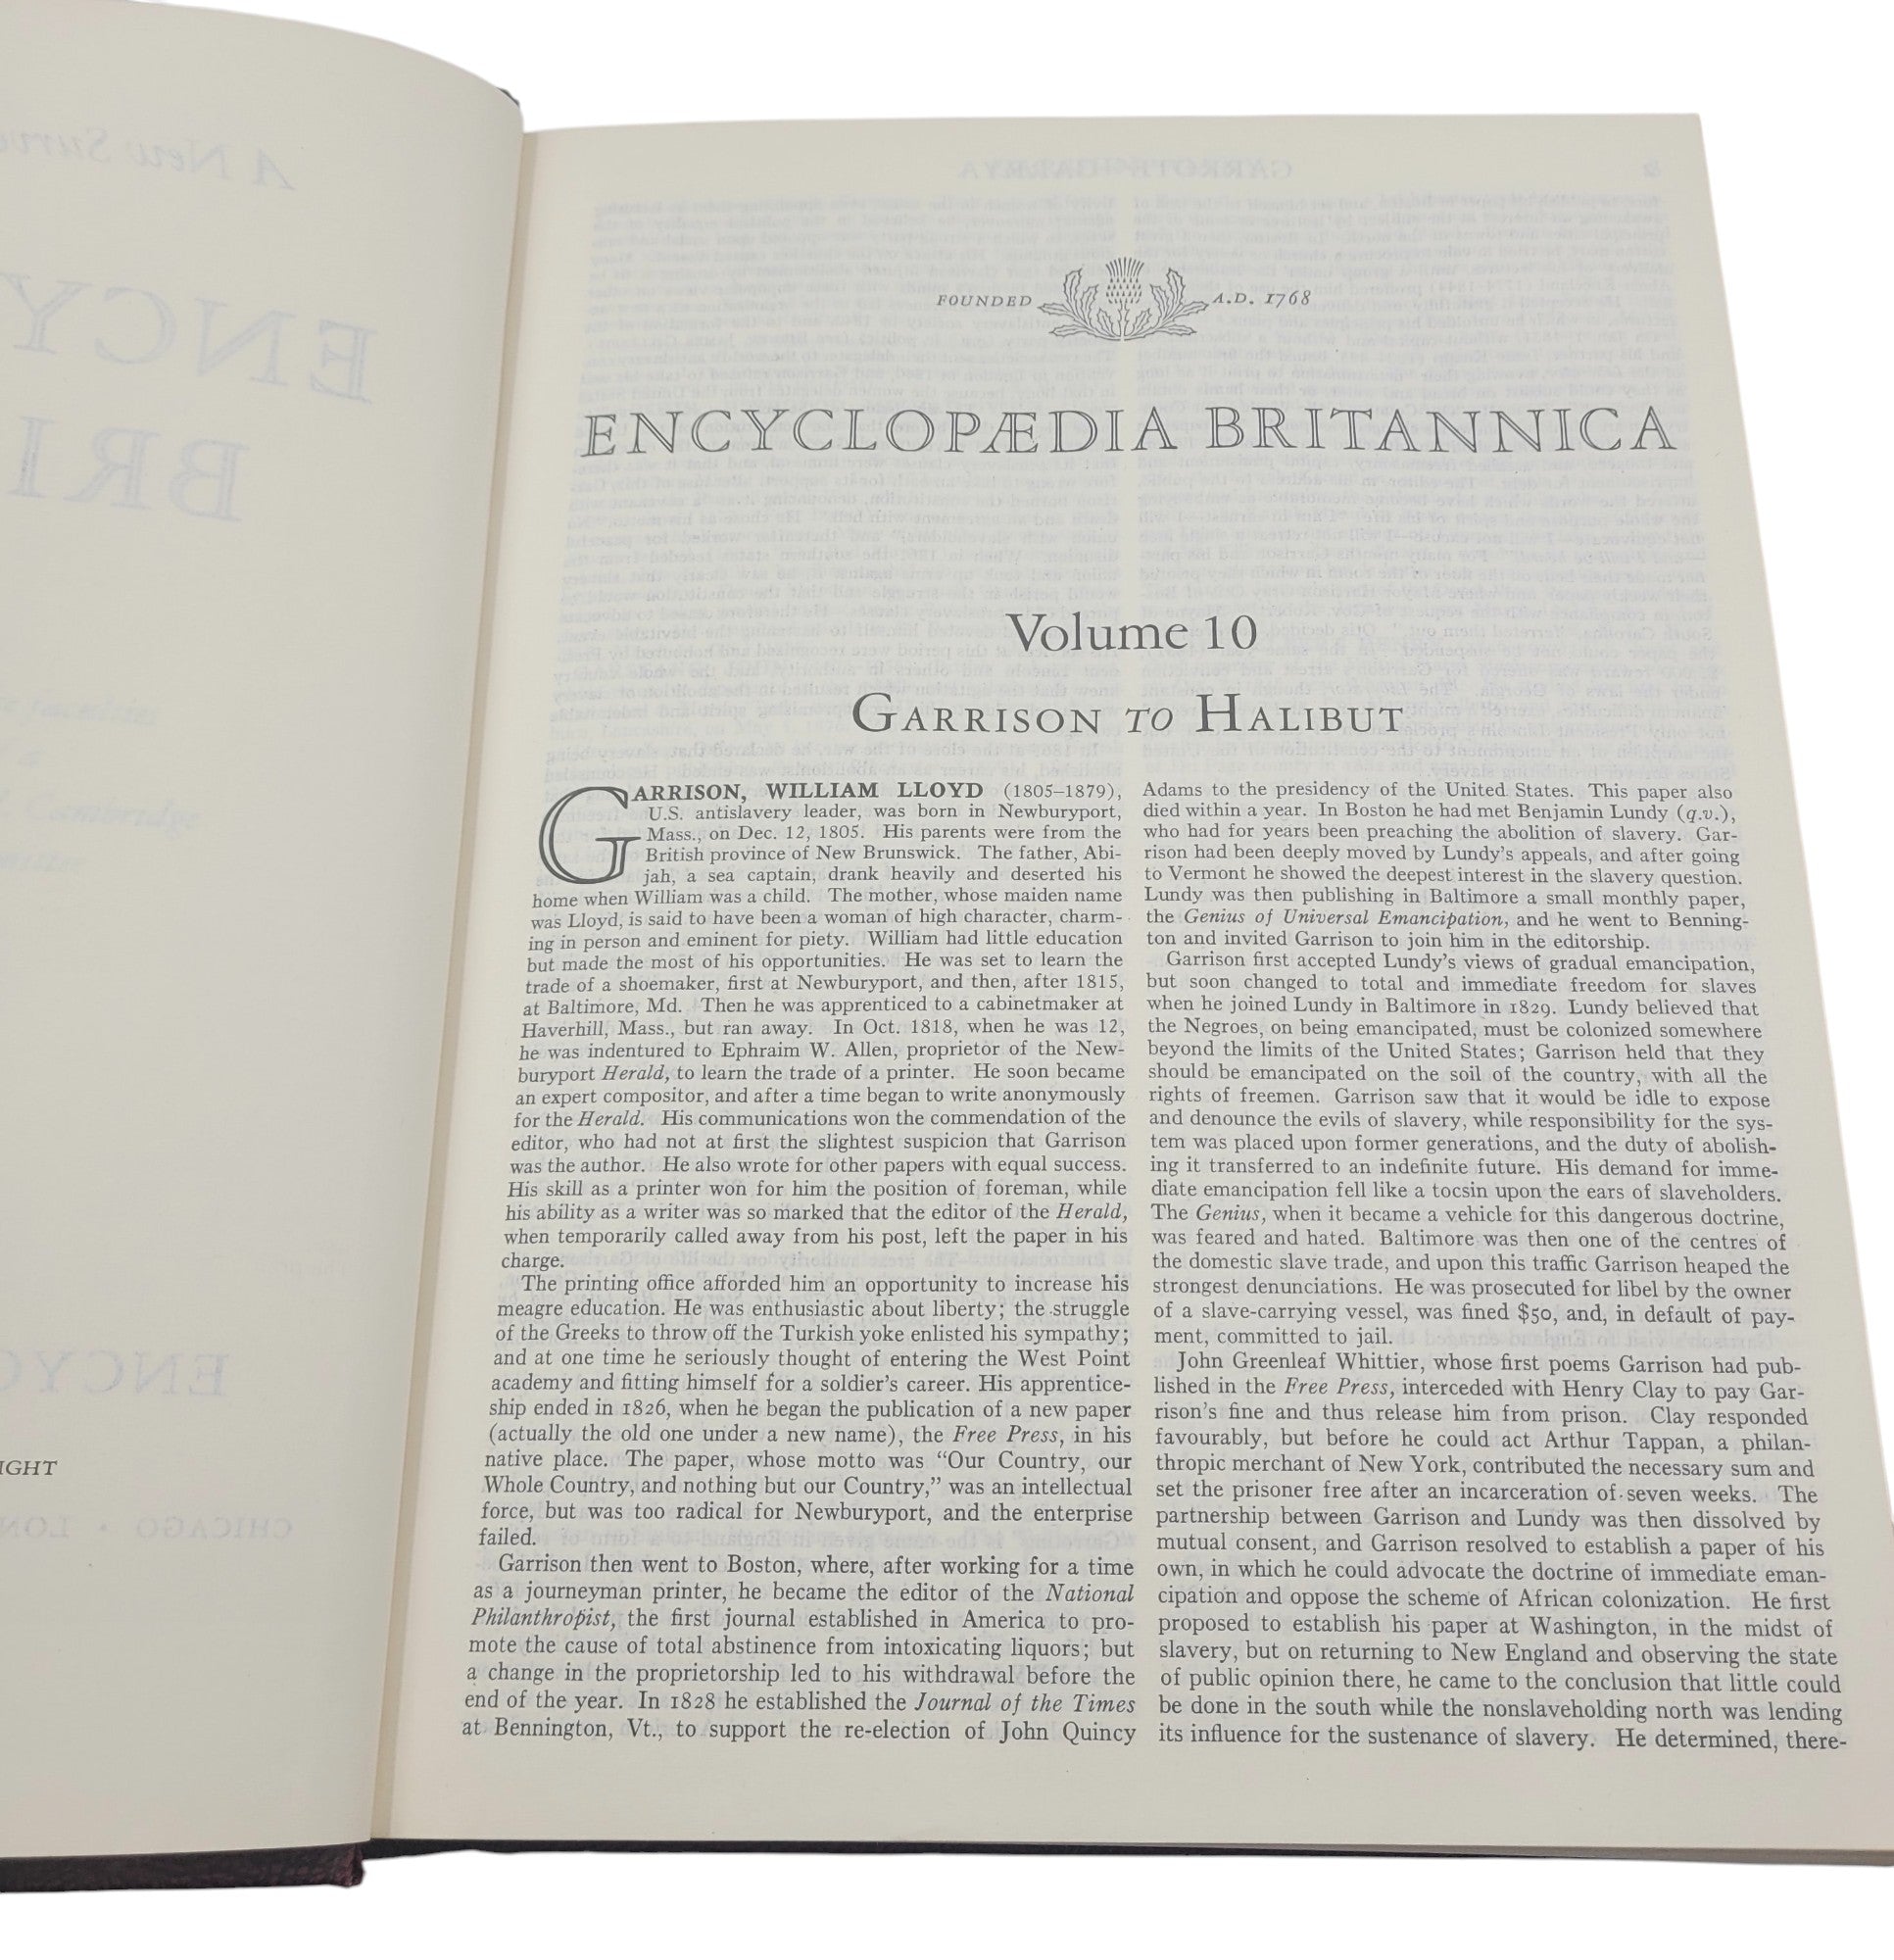 IGHT
FOUNDED A.D. 1768
ENCYCLOPÆDIA BRITANNICA
Volume 10
GARRISON TO HALIBUT
GARRISON, WILLIAM LLOYD (1805–1879),
U.S. antislavery leader, was born in Newburyport,
Mass., on Dec. 12, 1805. His parents were from the
British province of New Brunswick. The father, Abi-
jah, a sea captain, drank heavily and deserted his
home when William was a child. The mother, whose maiden name
was Lloyd, is said to have been a woman of high character, charm-
ing in person and eminent for piety. William had little education
but made the most of his opportunities. He was set to learn the
trade of a shoemaker, first at Newburyport, and then, after 1815,
at Baltimore, Md. Then he was apprenticed to a cabinetmaker at
Haverhill, Mass., but ran away. In Oct. 1818, when he was 12,
he was indentured to Ephraim W. Allen, proprietor of the New-
buryport Herald, to learn the trade of a printer. He soon became
an expert compositor, and after a time began to write anonymously
for the Herald. His communications won the commendation of the
editor, who had not at first the slightest suspicion that Garrison
was the author. He also wrote for other papers with equal success.
His skill as a printer won for him the position of foreman, while
his ability as a writer was so marked that the editor of the Herald,
when temporarily called away from his post, left the paper in his
charge.
The printing office afforded him an opportunity to increase his
meagre education. He was enthusiastic about liberty; the struggle
of the Greeks to throw off the Turkish yoke enlisted his sympathy;
and at one time he seriously thought of entering the West Point
academy and fitting himself for a soldier's career. His apprentice-
ship ended in 1826, when he began the publication of a new paper
(actually the old one under a new name), the Free Press, in his
native place. The paper, whose motto was “Our Country, our
Whole Country, and nothing but our Country,” was an intellectual
force, but was too radical for Newburyport, and the enterprise
failed.
Garrison then went to Boston, where, after working for a time
as a journeyman printer, he became the editor of the National
Philanthropist, the first journal established in America to pro-
mote the cause of total abstinence from intoxicating liquors; but
a change in the proprietorship led to his withdrawal before the
end of the year. In 1828 he established the Journal of the Times
at Bennington, Vt., to support the re-election of John Quincy
Adams to the presidency of the United States. This paper also
died within a year. In Boston he had met Benjamin Lundy (q.v.),
who had for years been preaching the abolition of slavery. Gar-
rison had been deeply moved by Lundy's appeals, and after going
to Vermont he showed the deepest interest in the slavery question.
Lundy was then publishing in Baltimore a small monthly paper,
the Genius of Universal Emancipation, and he went to Benning-
ton and invited Garrison to join him in the editorship.
Garrison first accepted Lundy's views of gradual emancipation,
but soon changed to total and immediate freedom for slaves
when he joined Lundy in Baltimore in 1829. Lundy believed that
the Negroes, on being emancipated, must be colonized somewhere
beyond the limits of the United States; Garrison held that they
should be emancipated on the soil of the country, with all the
rights of freemen. Garrison saw that it would be idle to expose
and denounce the evils of slavery, while responsibility for the sys-
tem was placed upon former generations, and the duty of abolish-
ing it transferred to an indefinite future. His demand for imme-
diate emancipation fell like a tocsin upon the ears of slaveholders.
The Genius, when it became a vehicle for this dangerous doctrine,
was feared and hated. Baltimore was then one of the centres of
the domestic slave trade, and upon this traffic Garrison heaped the
strongest denunciations. He was prosecuted for libel by the owner
of a slave-carrying vessel, was fined $50, and, in default of pay-
ment, committed to jail.
John Greenleaf Whittier, whose first poems Garrison had pub-
lished in the Free Press, interceded with Henry Clay to pay Gar-
rison's fine and thus release him from prison. Clay responded
favourably, but before he could act Arthur Tappan, a philan-
thropic merchant of New York, contributed the necessary sum and
set the prisoner free after an incarceration of seven weeks. The
partnership between Garrison and Lundy was then dissolved by
mutual consent, and Garrison resolved to establish a paper of his
own, in which he could advocate the doctrine of immediate eman-
cipation and oppose the scheme of African colonization. He first
proposed to establish his paper at Washington, in the midst of
slavery, but on returning to New England and observing the state
of public opinion there, he came to the conclusion that little could
be done in the south while the nonslaveholding north was lending
its influence for the sustenance of slavery. He determined, there-